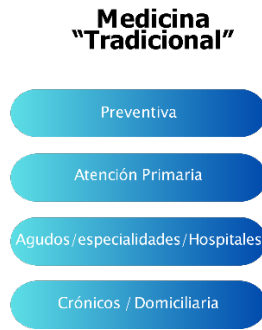 Medicina
“Tradicional”
Preventiva
Atención Primaria
Agudos/especialidades/Hospitales
Crónicos / Domiciliaria